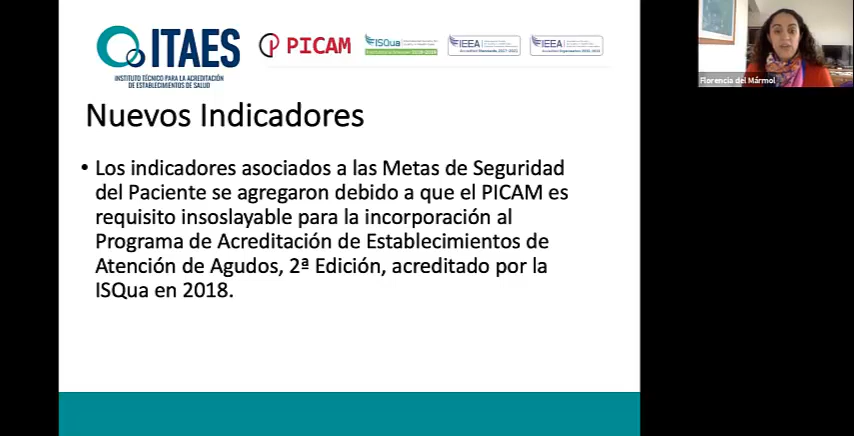 ITAES
INSTITUTO TÉCNICO PARA LA ACREDITACIÓN
DE ESTABLECIMIENTOS DE SALUD
PICAM
ISQua
IEEA
IEEA
Florencia del Mármol
Nuevos Indicadores
• Los indicadores asociados a las Metas de Seguridad
del Paciente se agregaron debido a que el PICAM es
requisito insoslayable para la incorporación al
Programa de Acreditación de Establecimientos de
Atención de Agudos, 2ª Edición, acreditado por la
ISQua en 2018.